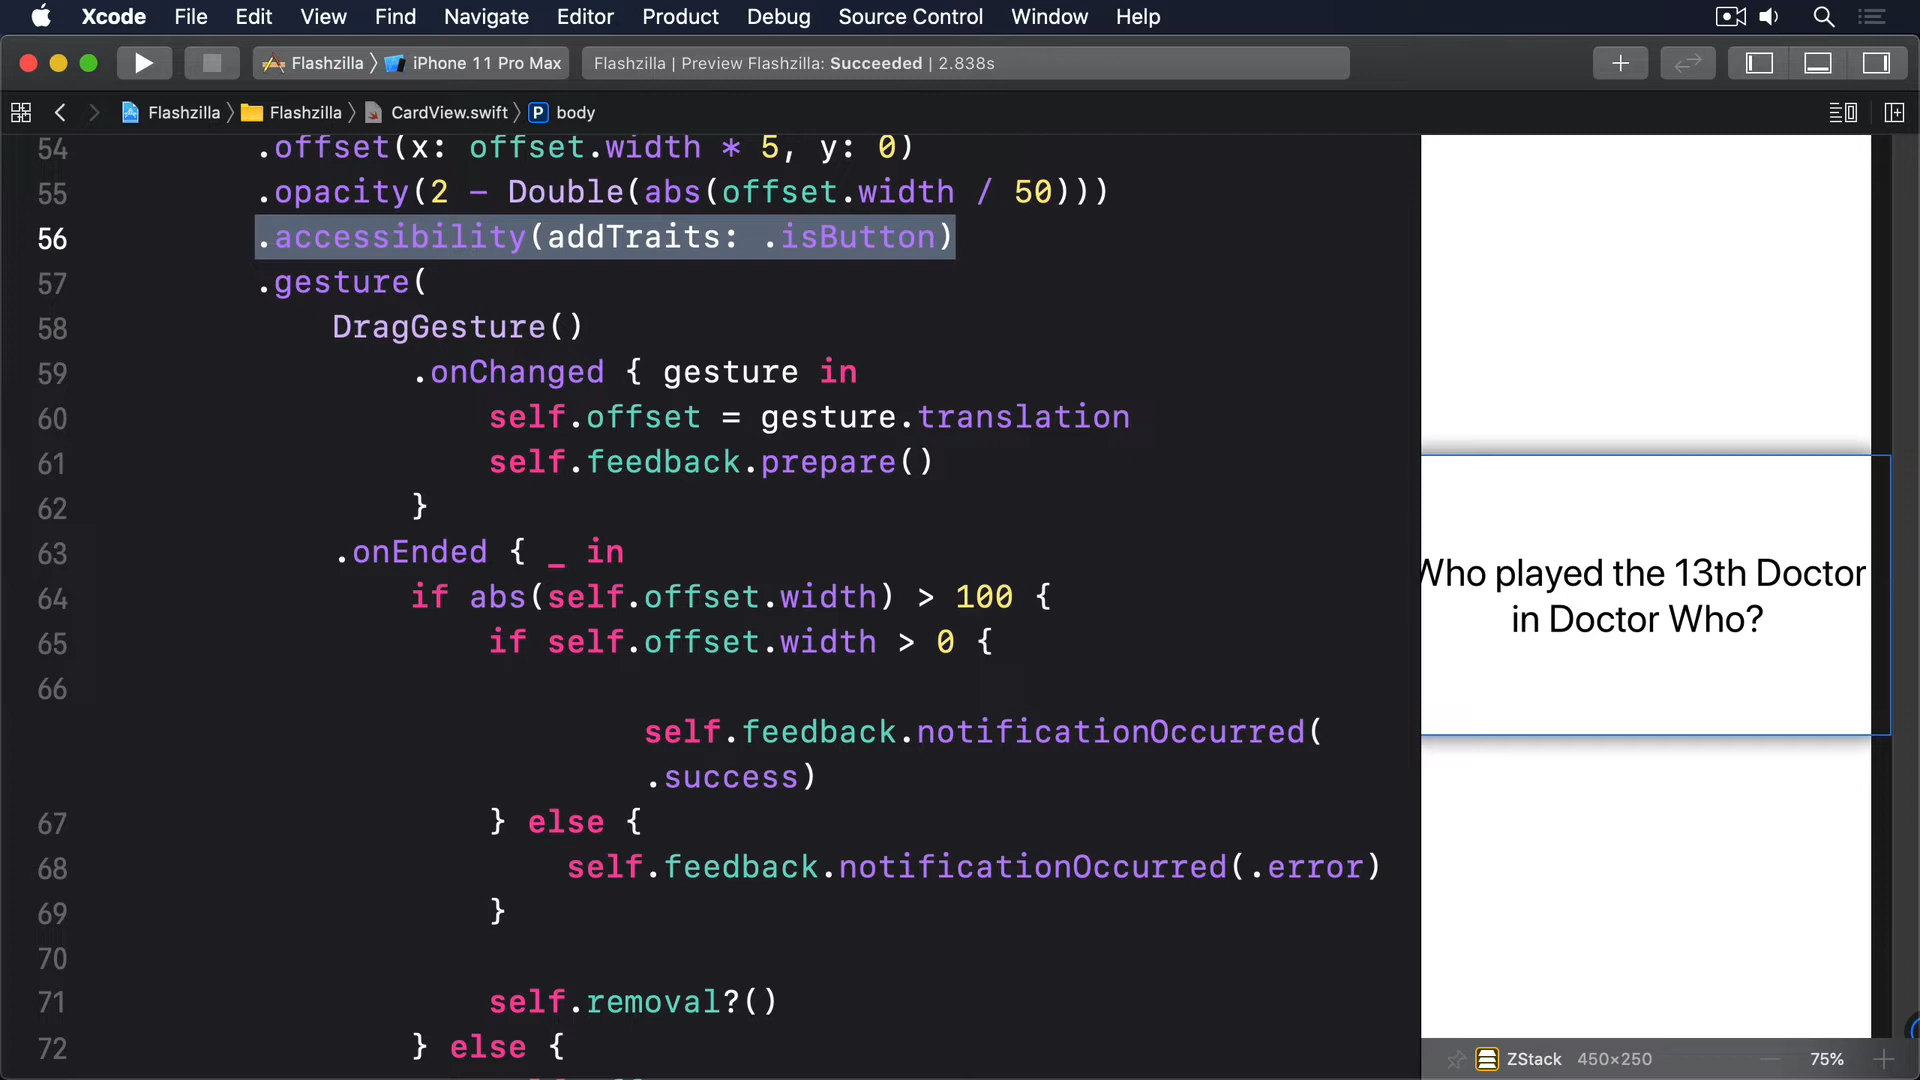 Xcode File Edit View Find Navigate Editor Product Debug Source Control Window Help
Flashzilla 〉 iPhone 11 Pro Max
Flashzilla | Preview Flashzilla: Succeeded | 2.838s
Flashzilla 〉 Flashzilla 〉 CardView.swift 〉 P body
54 .offset(x: offset.width * 5, y: 0)
55 .opacity(2 - Double(abs(offset.width / 50)))
56 .accessibility(addTraits: .isButton)
57 .gesture(
58 DragGesture()
59 .onChanged { gesture in
60 self.offset = gesture.translation
61 self.feedback.prepare()
62 }
63 .onEnded { _ in
64 if abs(self.offset.width) > 100 {
65 if self.offset.width > 0 {
66
self.feedback.notificationOccurred(
.success)
67 } else {
68 self.feedback.notificationOccurred(.error)
69 }
70
71 self.removal?()
72 } else {
Who played the 13th Doctor
in Doctor Who?
ZStack 450×250 75%